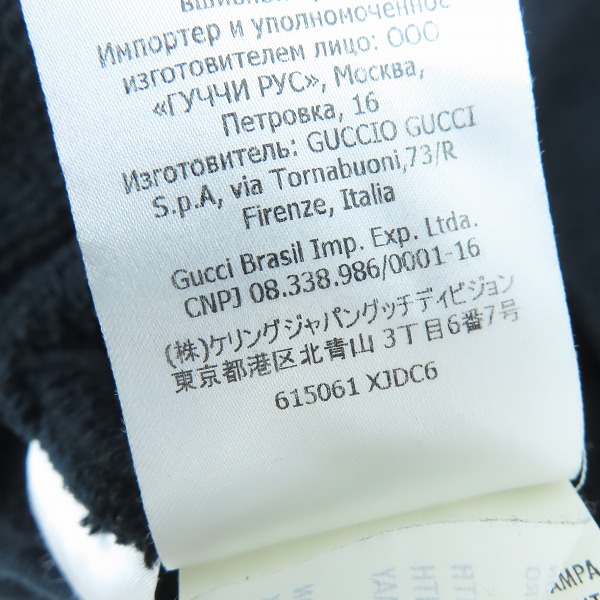 Импортер и уполномоченное
изготовителем лицо: ООО
«ГУЧЧИ РУС», Москва,
Петровка, 16
Изготовитель: GUCCIO GUCCI
S.p.A, via Tornabuoni,73/R
Firenze, Italia
Gucci Brasil Imp. Exp. Ltda.
CNPJ 08.338.986/0001-16
(株)ケリングジャパングッチディビジョン
東京都港区北青山 3丁目6番7号
615061 XJDC6